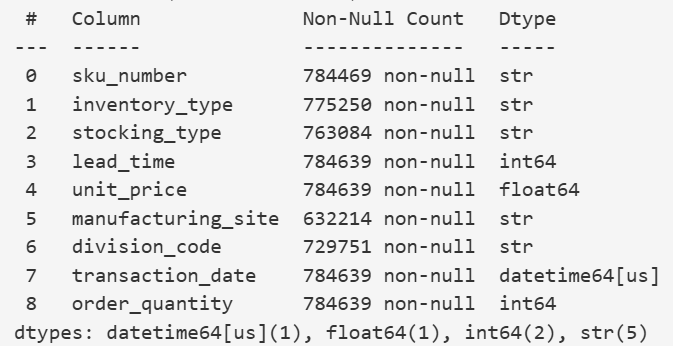 #   Column              Non-Null Count   Dtype
---  ------              --------------   -----
0   sku_number          784469 non-null  str
1   inventory_type      775250 non-null  str
2   stocking_type       763084 non-null  str
3   lead_time           784639 non-null  int64
4   unit_price          784639 non-null  float64
5   manufacturing_site  632214 non-null  str
6   division_code       729751 non-null  str
7   transaction_date    784639 non-null  datetime64[us]
8   order_quantity      784639 non-null  int64
dtypes: datetime64[us](1), float64(1), int64(2), str(5)